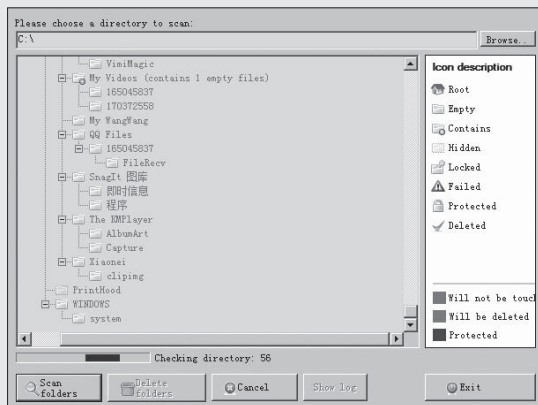 Please choose a directory to scan:
C:\
Browse..
VimiMagic
My Videos (contains 1 empty files)
165045837
170372558
My WangWang
QQ Files
165045837
FileRecv
SnagIt 图库
即时信息
程序
The KMPlayer
AlbumArt
Capture
Xiaonei
clipimg
PrintHood
WINDOWS
system
Icon description
Root
Empty
Contains
Hidden
Locked
Failed
Protected
Deleted
Will not be touc
Will be deleted
Protected
Checking directory: 56
Scan folders
Delete folders
Cancel
Show log
Exit